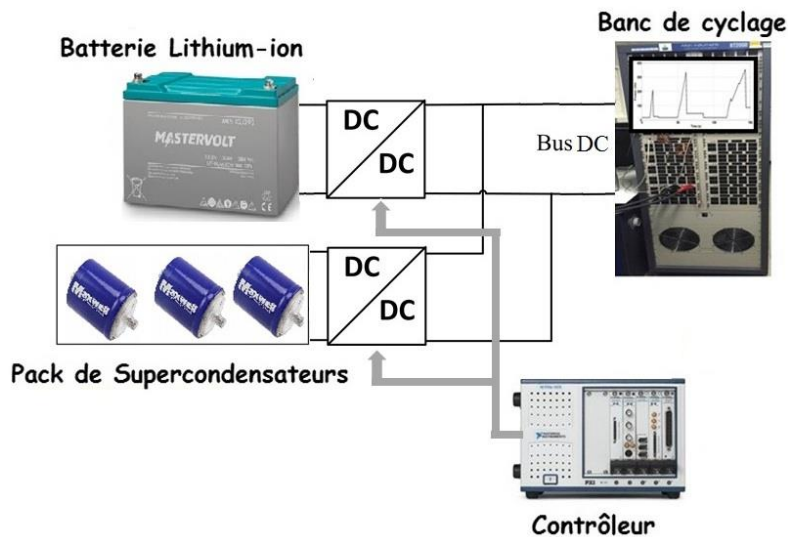 Banc de cyclage
Batterie Lithium-ion
MASTERVOLT
DC
DC
Bus DC
DC
DC
Maxwell
Maxwell
Maxwell
Pack de Supercondensateurs
Contrôleur